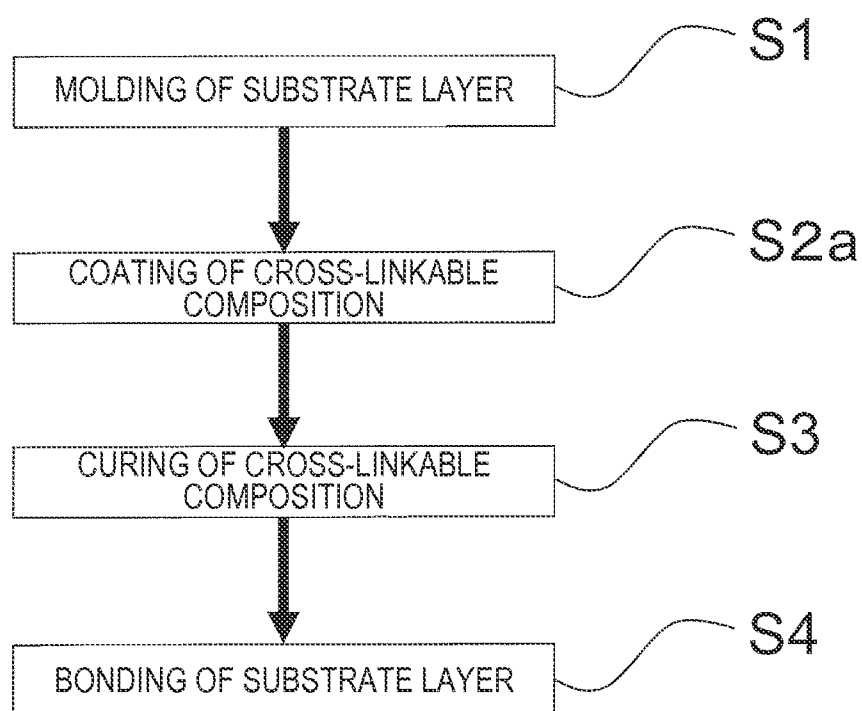 S1
MOLDING OF SUBSTRATE LAYER
S2a
COATING OF CROSS-LINKABLE
COMPOSITION
S3
CURING OF CROSS-LINKABLE
COMPOSITION
S4
BONDING OF SUBSTRATE LAYER